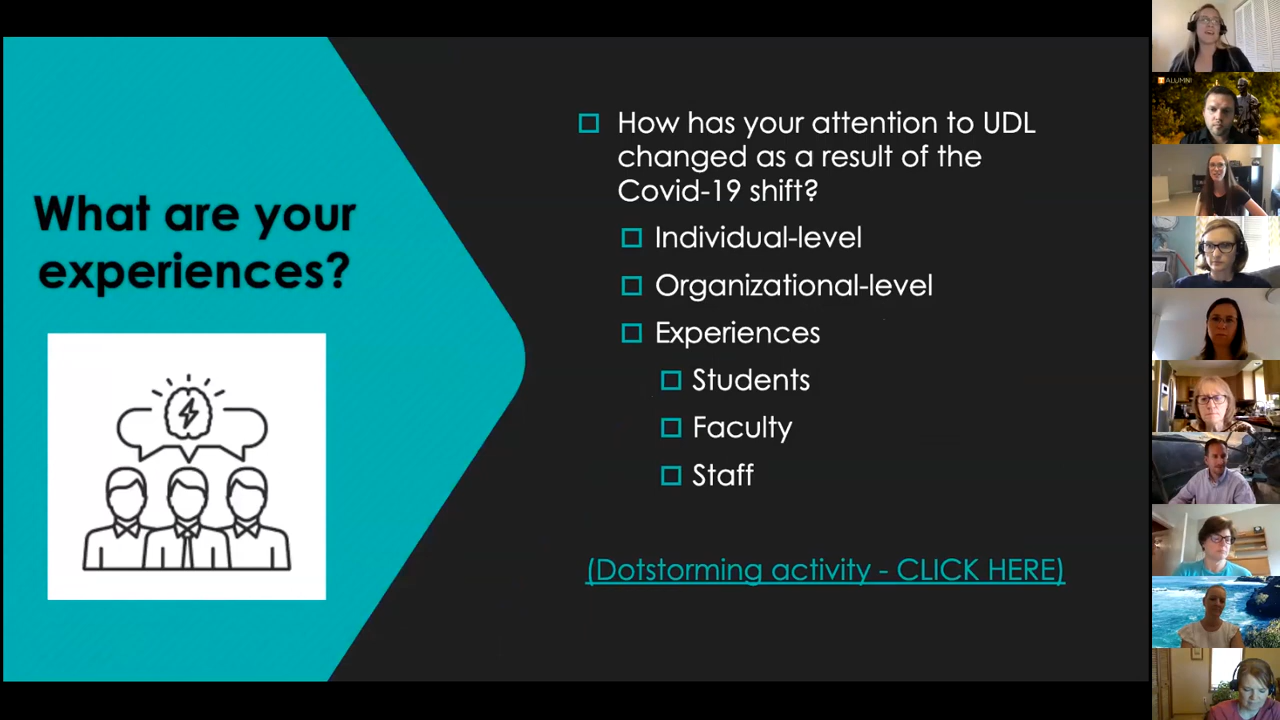 What are your
experiences?
How has your attention to UDL
changed as a result of the
Covid-19 shift?
Individual-level
Organizational-level
Experiences
Students
Faculty
Staff
(Dotstorming activity - CLICK HERE)
ALUMNI